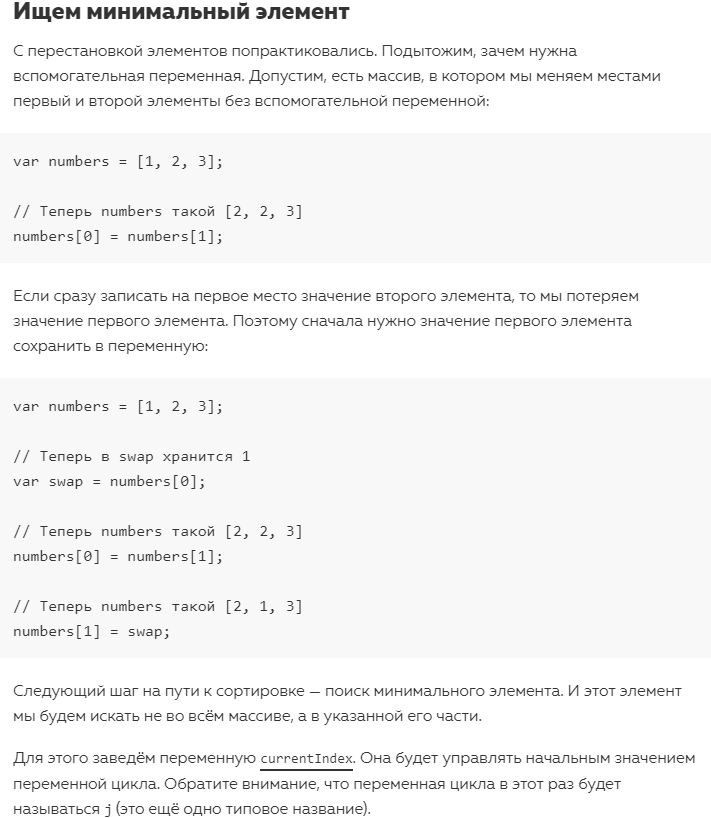 Ищем минимальный элемент
С перестановкой элементов попрактиковались. Подытожим, зачем нужна
вспомогательная переменная. Допустим, есть массив, в котором мы меняем местами
первый и второй элементы без вспомогательной переменной:
var numbers = [1, 2, 3];
// Теперь numbers такой [2, 2, 3]
numbers[0] = numbers[1];
Если сразу записать на первое место значение второго элемента, то мы потеряем
значение первого элемента. Поэтому сначала нужно значение первого элемента
сохранить в переменную:
var numbers = [1, 2, 3];
// Теперь в swap хранится 1
var swap = numbers[0];
// Теперь numbers такой [2, 2, 3]
numbers[0] = numbers[1];
// Теперь numbers такой [2, 1, 3]
numbers[1] = swap;
Следующий шаг на пути к сортировке — поиск минимального элемента. И этот элемент
мы будем искать не во всём массиве, а в указанной его части.
Для этого заведём переменную currentIndex. Она будет управлять начальным значением
переменной цикла. Обратите внимание, что переменная цикла в этот раз будет
называться j (это ещё одно типовое название).